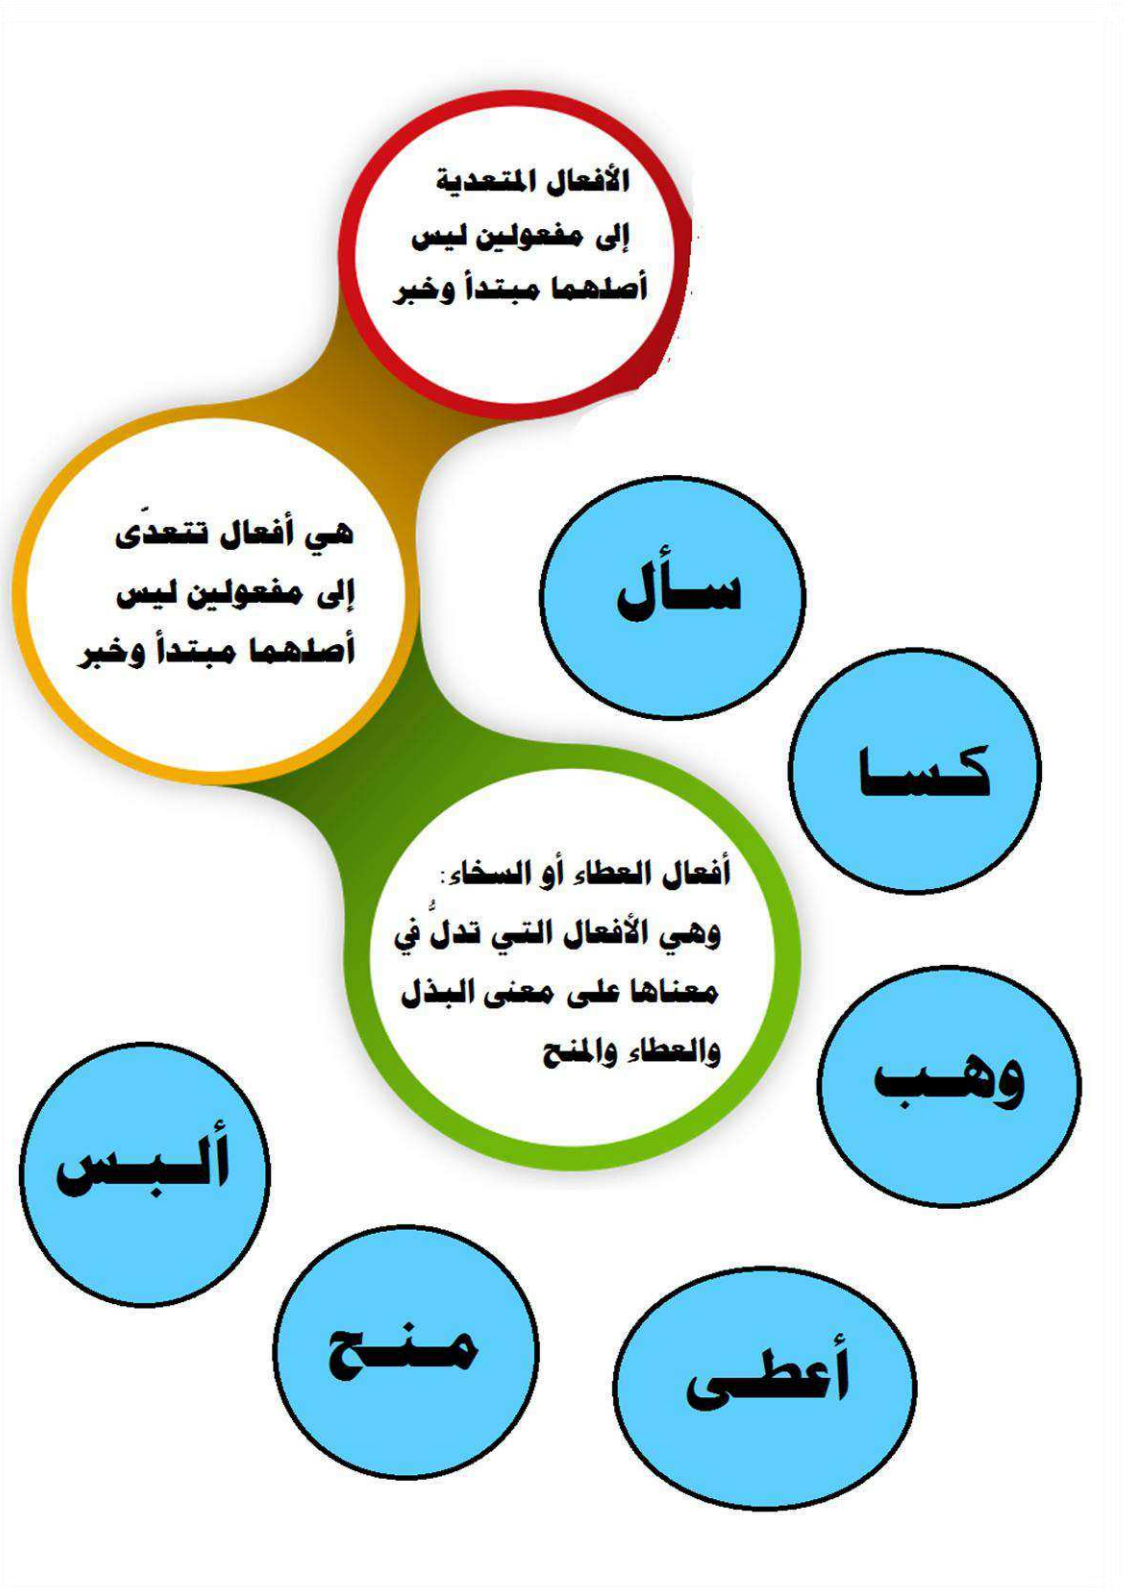 الأفعال المتعدية
إلى مفعولين ليس
أصلهما مبتدأ وخبر
هي أفعال تتعدّى
إلى مفعولين ليس
أصلهما مبتدأ وخبر
أفعال العطاء أو السخاء:
وهي الأفعال التي تدلُّ في
معناها على معنى البذل
والعطاء والمنح
سأل
كسا
وهب
أعطى
منح
ألبس